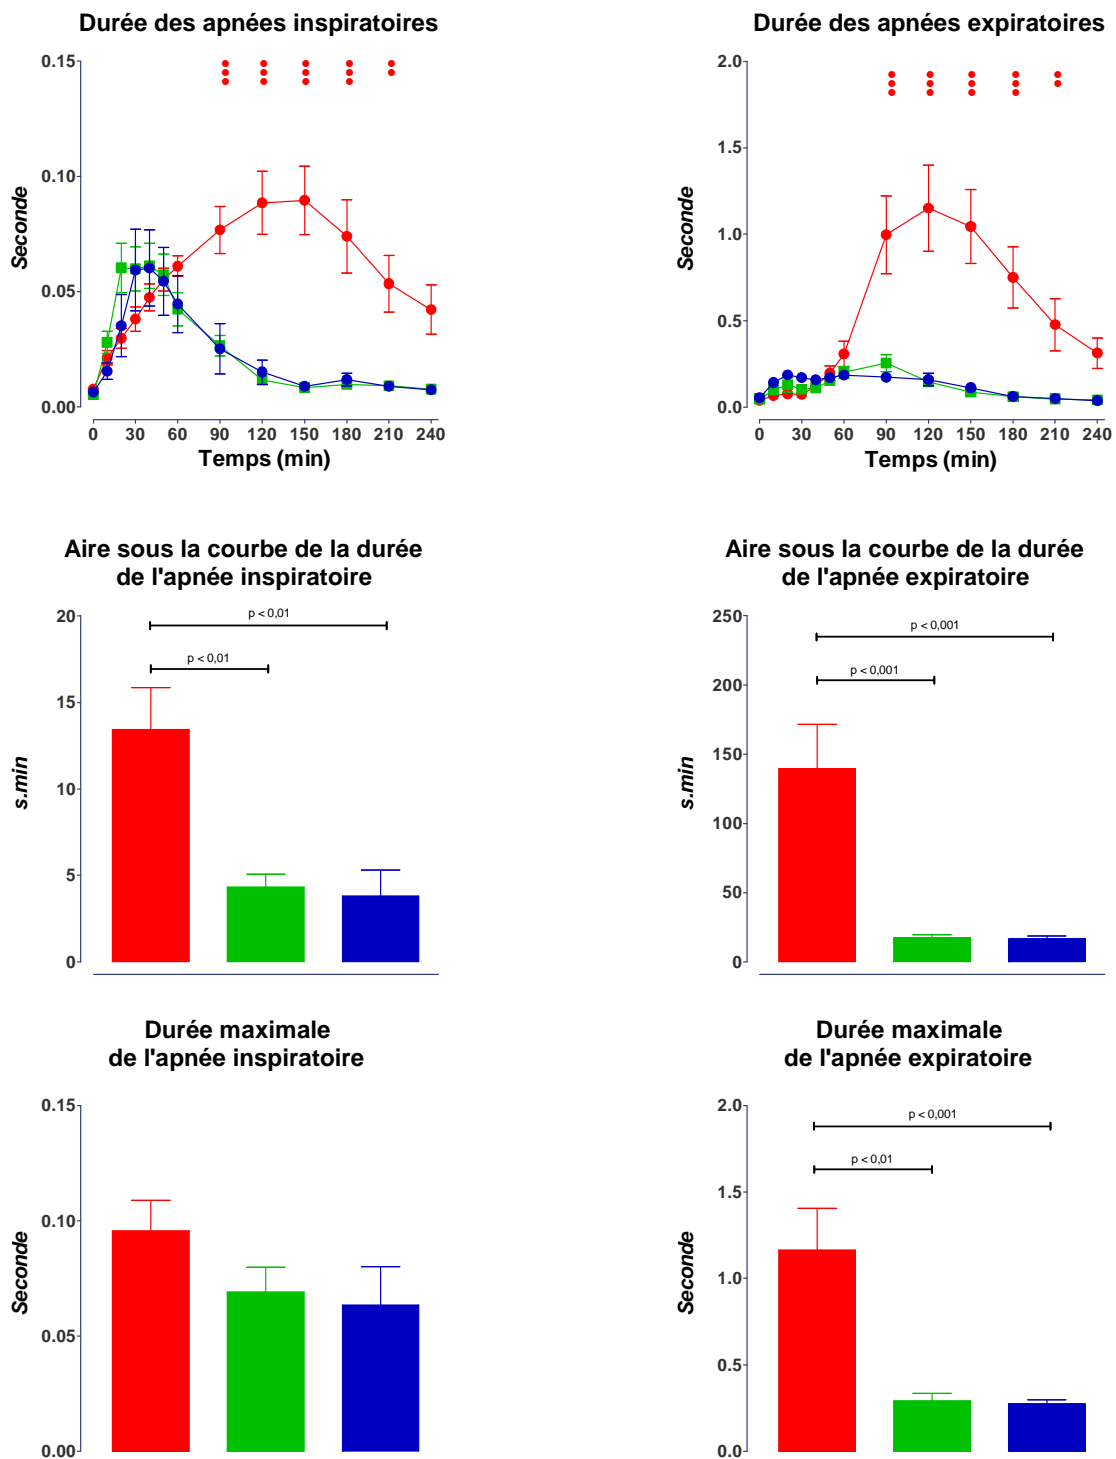 Durée des apnées inspiratoires
0.15
0.10
0.05
0.00
Seconde
0 30 60 90 120 150 180 210 240
Temps (min)
Durée des apnées expiratoires
2.0
1.5
1.0
0.5
0.0
Seconde
0 30 60 90 120 150 180 210 240
Temps (min)
Aire sous la courbe de la durée
de l'apnée inspiratoire
20
15
10
5
0
s.min
p < 0,01
p < 0,01
Aire sous la courbe de la durée
de l'apnée expiratoire
250
200
150
100
50
0
s.min
p < 0,001
p < 0,001
Durée maximale
de l'apnée inspiratoire
0.15
0.10
0.05
0.00
Seconde
Durée maximale
de l'apnée expiratoire
2.0
1.5
1.0
0.5
0.0
Seconde
p < 0,001
p < 0,01